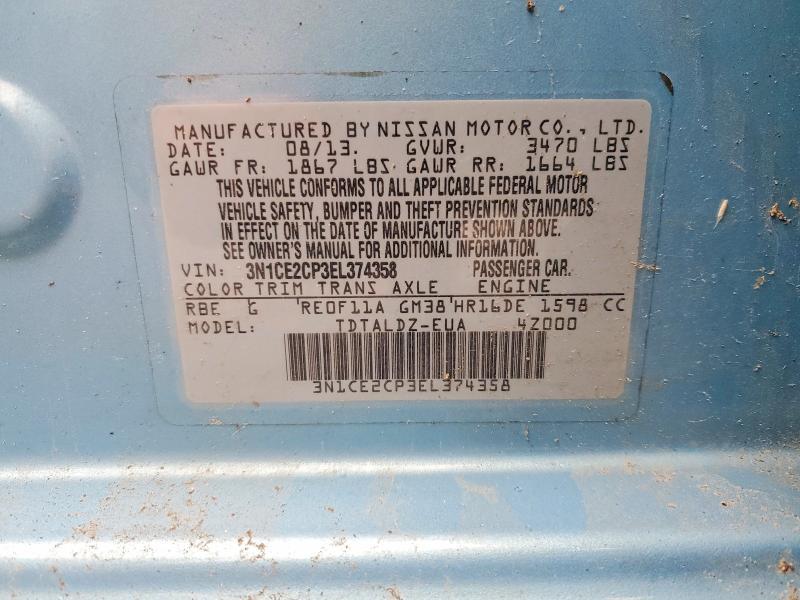 MANUFACTURED BY NISSAN MOTOR CO., LTD.
DATE: 08/13. GVWR: 3470 LBS
GAWR FR: 1867 LBS GAWR RR: 1664 LBS
THIS VEHICLE CONFORMS TO ALL APPLICABLE FEDERAL MOTOR
VEHICLE SAFETY, BUMPER AND THEFT PREVENTION STANDARDS
IN EFFECT ON THE DATE OF MANUFACTURE SHOWN ABOVE.
SEE OWNER'S MANUAL FOR ADDITIONAL INFORMATION.
VIN: 3N1CE2CP3EL374358 PASSENGER CAR.
COLOR TRIM TRANS AXLE ENGINE
RBE G RE0F11A GM38 HR16DE 1598 CC
MODEL: TDTALDZ-EUA 4Z000
3N1CE2CP3EL374358